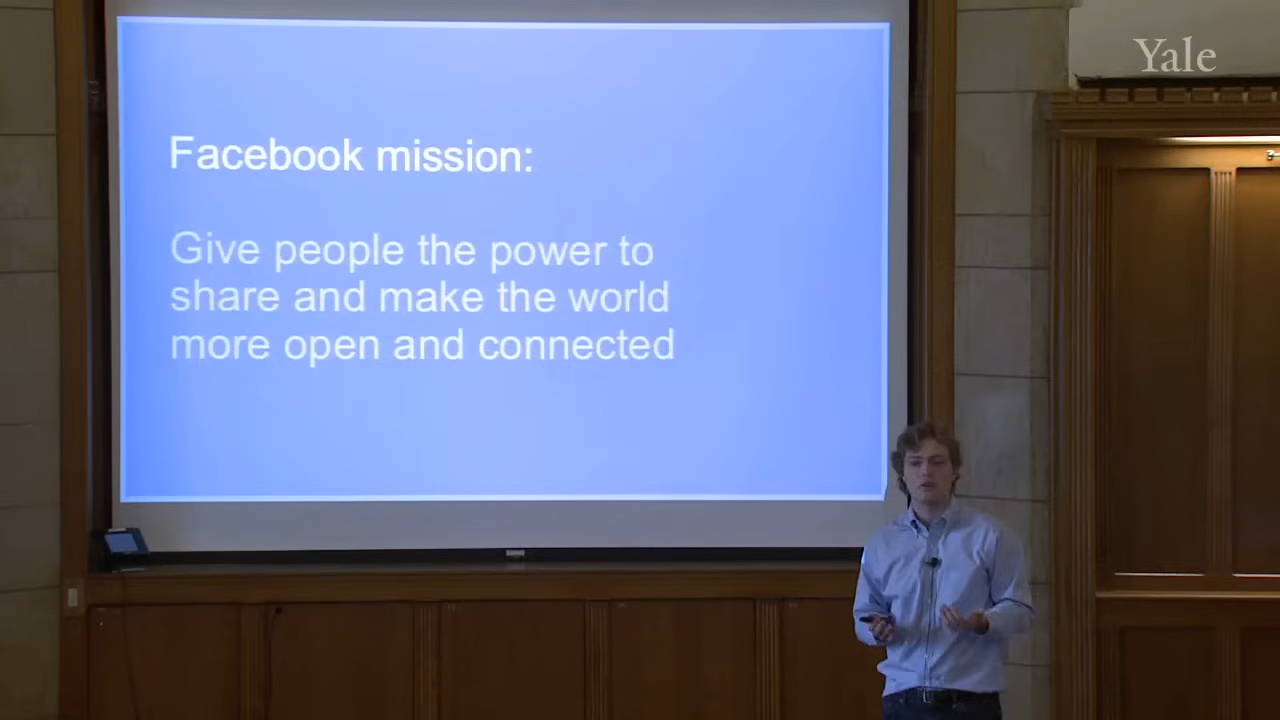 Yale
Facebook mission:
Give people the power to
share and make the world
more open and connected